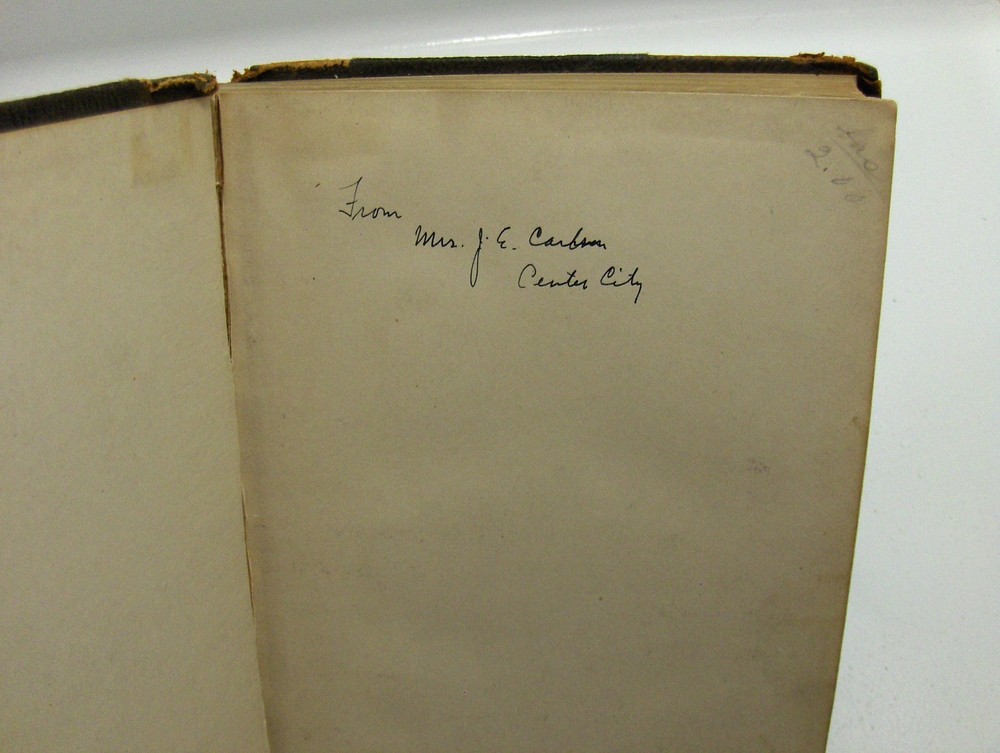 From
Mrs. J. E. Carlson
Center City
2.00